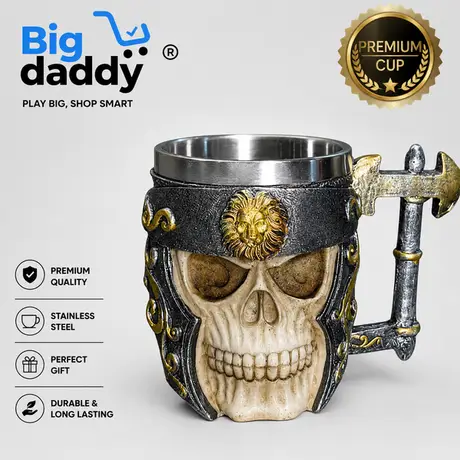 Big
daddy®
PLAY BIG, SHOP SMART
PREMIUM
CUP
PREMIUM
QUALITY
STAINLESS
STEEL
PERFECT
GIFT
DURABLE &
LONG LASTING